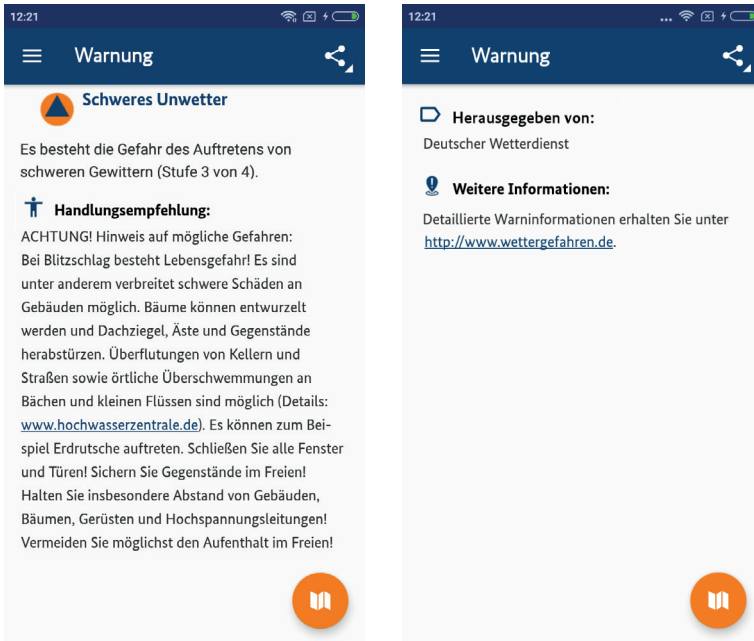 12:21
Warnung
Schweres Unwetter
Es besteht die Gefahr des Auftretens von
schweren Gewittern (Stufe 3 von 4).
Handlungsempfehlung:
ACHTUNG! Hinweis auf mögliche Gefahren:
Bei Blitzschlag besteht Lebensgefahr! Es sind
unter anderem verbreitet schwere Schäden an
Gebäuden möglich. Bäume können entwurzelt
werden und Dachziegel, Äste und Gegenstände
herabstürzen. Überflutungen von Kellern und
Straßen sowie örtliche Überschwemmungen an
Bächen und kleinen Flüssen sind möglich (Details:
www.hochwasserzentrale.de). Es können zum Bei-
spiel Erdrutsche auftreten. Schließen Sie alle Fenster
und Türen! Sichern Sie Gegenstände im Freien!
Halten Sie insbesondere Abstand von Gebäuden,
Bäumen, Gerüsten und Hochspannungsleitungen!
Vermeiden Sie möglichst den Aufenthalt im Freien!
12:21
...
Warnung
Herausgegeben von:
Deutscher Wetterdienst
Weitere Informationen:
Detaillierte Warninformationen erhalten Sie unter
http://www.wettergefahren.de.